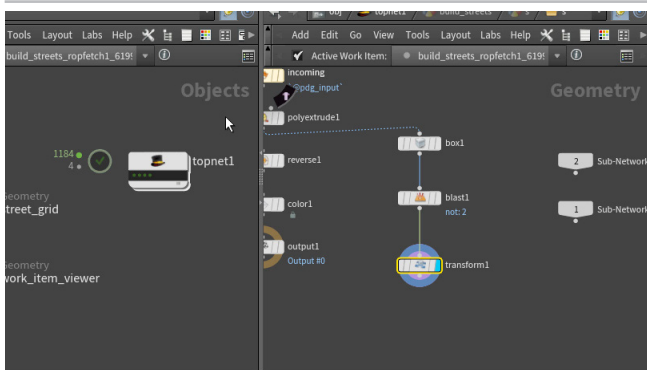 obj
topnet1
build_streets
s
s
Tools Layout Labs Help
Add Edit Go View Tools Layout Labs Help
build_streets_ropfetch1_619
Active Work Item:
build_streets_ropfetch1_619
Objects
Geometry
incoming
`@pdg_input`
polyextrude1
box1
1184
4
topnet1
reverse1
2
Sub-Network
Geometry
treet_grid
color1
blast1
not: 2
1
Sub-Network
output1
Output #0
transform1
Geometry
work_item_viewer